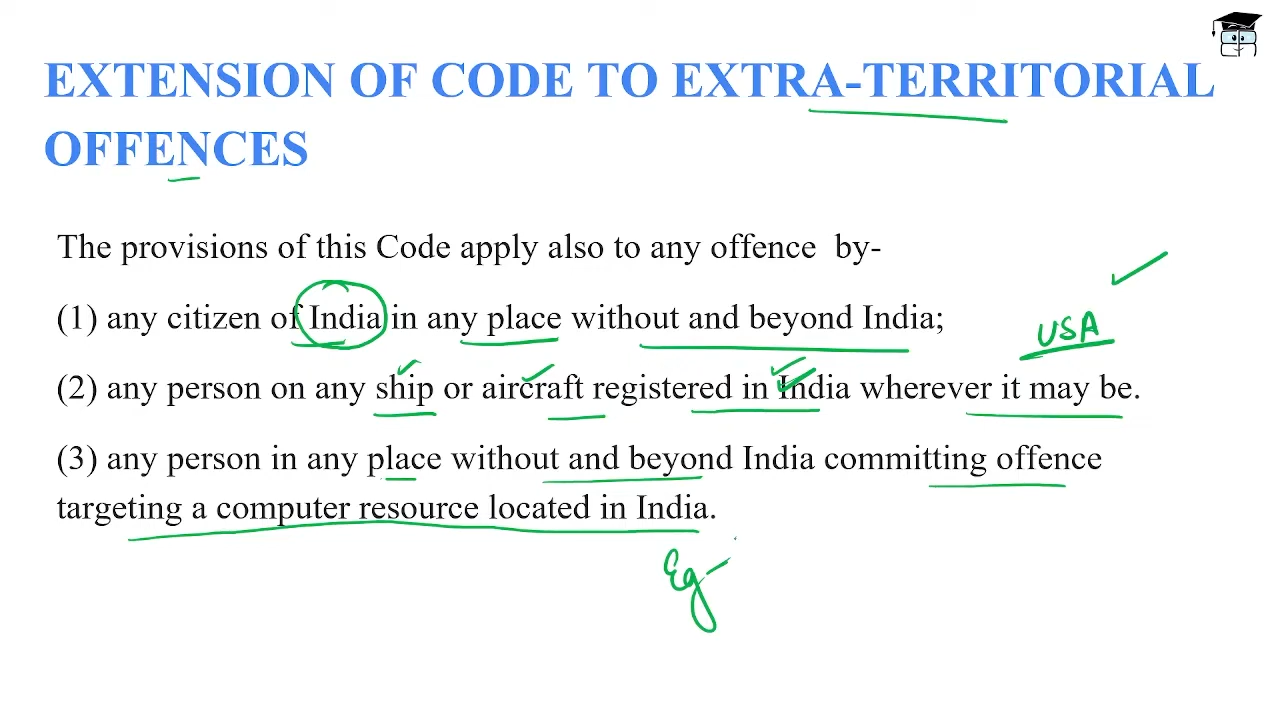 EXTENSION OF CODE TO EXTRA-TERRITORIAL
OFFENCES
The provisions of this Code apply also to any offence by-
(1) any citizen of India in any place without and beyond India;
USA
(2) any person on any ship or aircraft registered in India wherever it may be.
(3) any person in any place without and beyond India committing offence
targeting a computer resource located in India.
Eg-